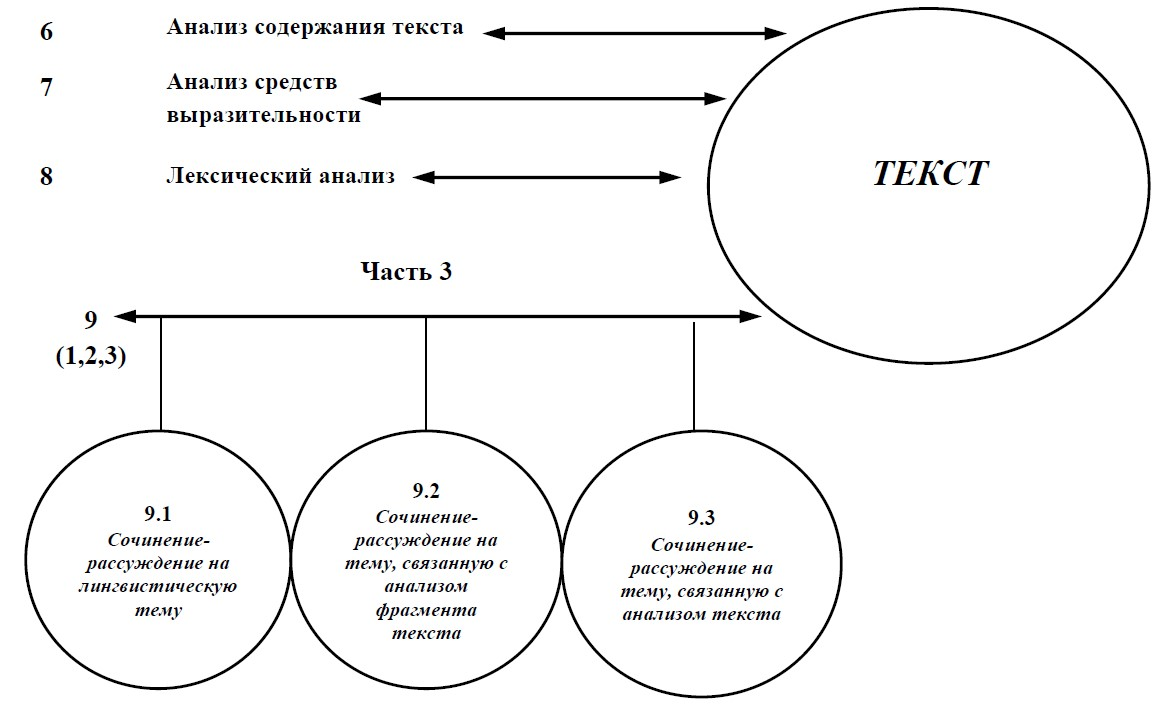 6 Анализ содержания текста
7 Анализ средств
выразительности
ТЕКСТ
8 Лексический анализ
Часть 3
9
(1,2,3)
9.1
Сочинение-
рассуждение на
лингвистическую
тему
9.2
Сочинение-
рассуждение на
тему, связанную с
анализом
фрагмента
текста
9.3
Сочинение-
рассуждение на
тему, связанную с
анализом текста